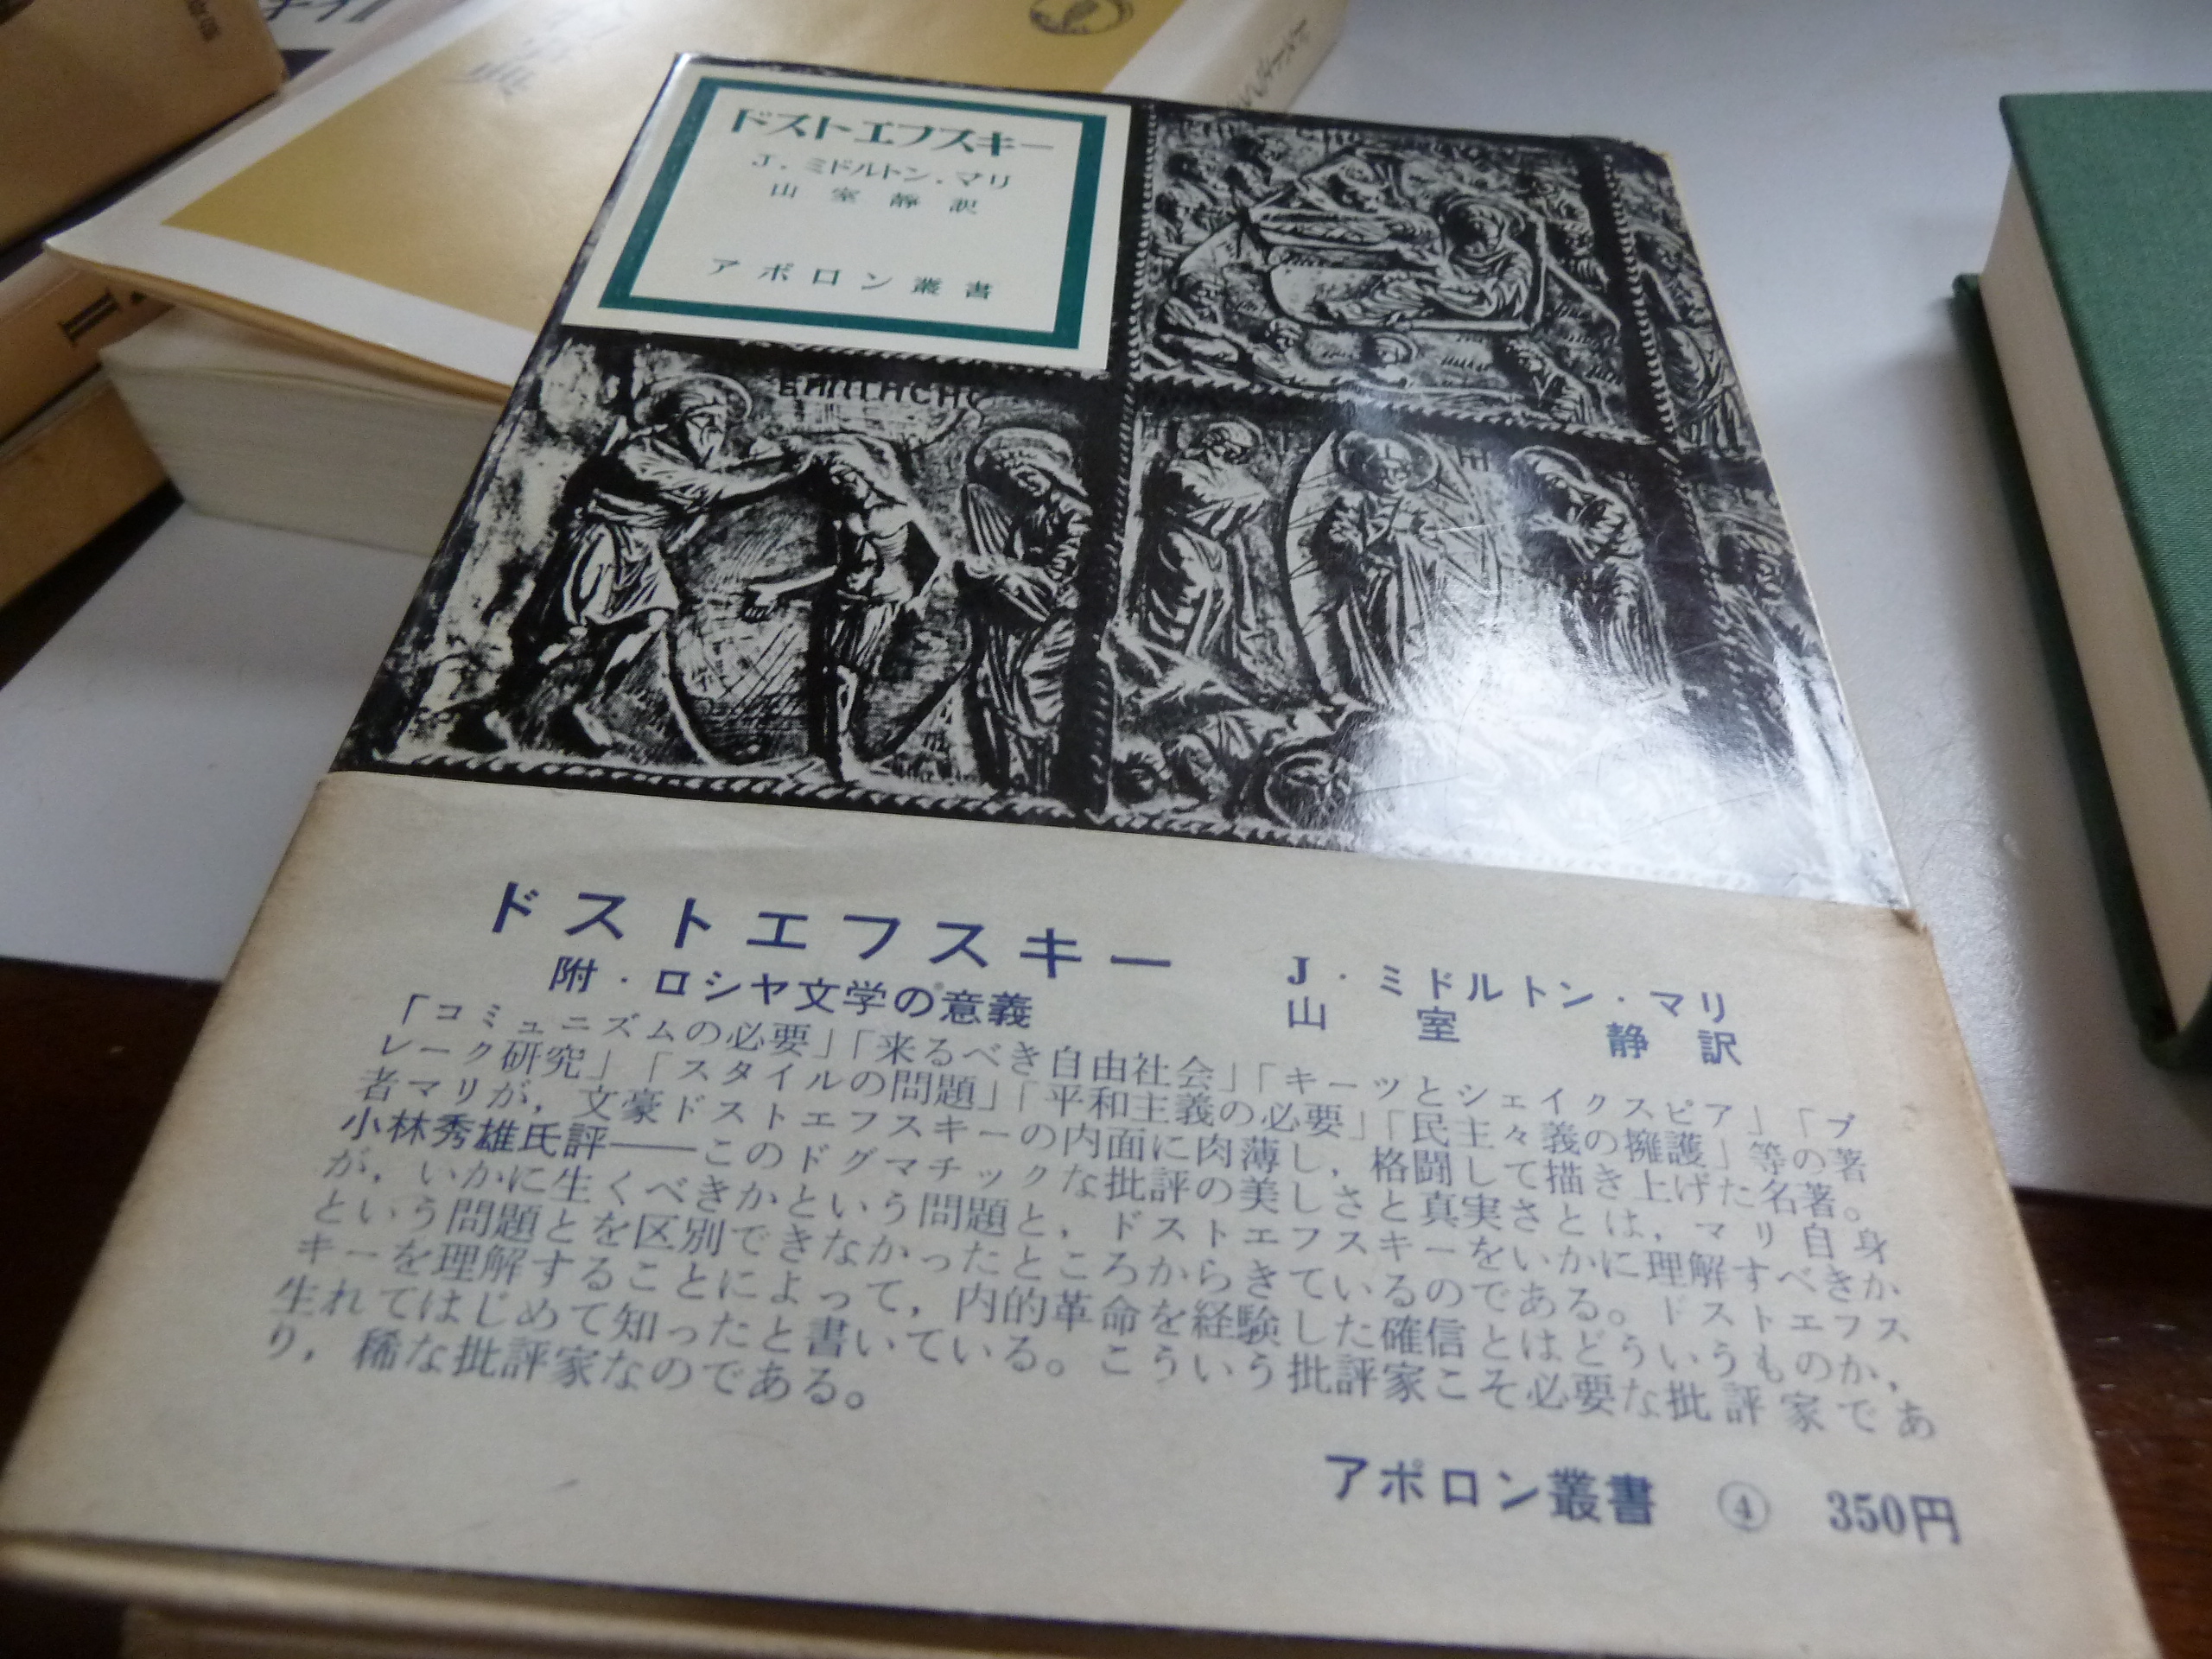 ドストエフスキー
J・ミドルトン・マリ
山室静訳
アポロン叢書
ドストエフスキー
附・ロシヤ文学の意義
J・ミドルトン・マリ
山室静訳
「コミュニズムの必要」「来るべき自由社会」「キーツとシェイクスピア」「ブ
レーク研究」「スタイルの問題」「平和主義の必要」「民主々義の擁護」等の著
者マリが，文豪ドストエフスキーの内面に肉薄し，格闘して描き上げた名著。
小林秀雄氏評――このドグマチックな批評の美しさと真実さとは，マリ自身
が，いかに生くべきかという問題と，ドストエフスキーをいかに理解すべきか
という問題とを区別できなかったところからきているのである。ドストエフス
キーを理解することによって，内的革命を経験した確信とはどういうものか，
生れてはじめて知ったと書いている。こういう批評家こそ必要な批評家であ
り，稀な批評家なのである。
アポロン叢書 ④ 350円